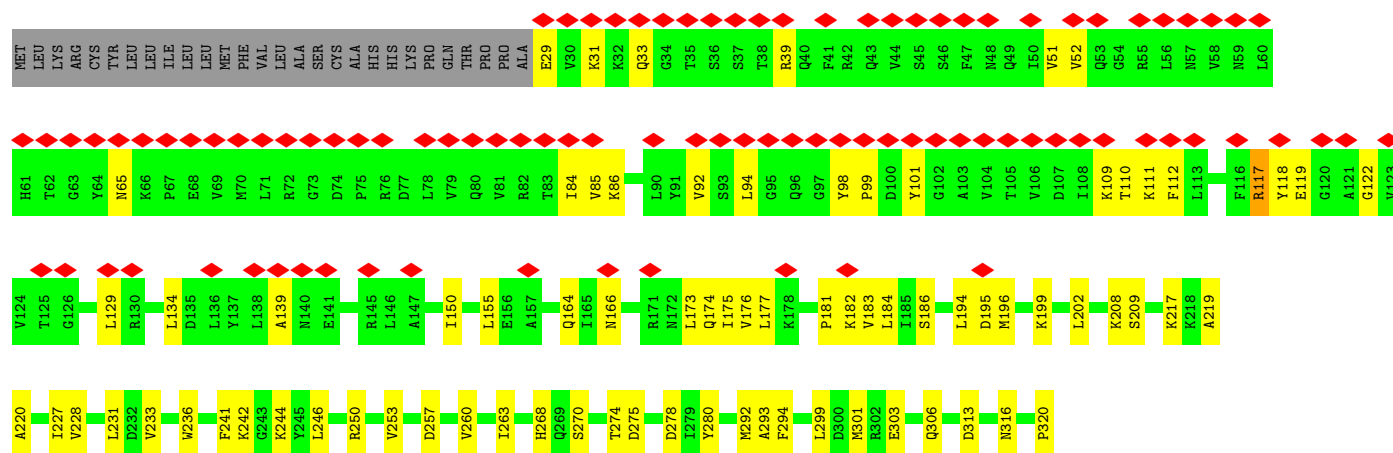 MET LEU LYS ARG CYS TYR LEU LEU ILE LEU LEU MET PHE VAL LEU ALA SER CYS ALA HIS HIS LYS PRO GLN THR PRO PRO ALA E29 V30 K31 K32 Q33 G34 T35 S36 S37 T38 R39 Q40 F41 R42 Q43 V44 S45 S46 F47 N48 Q49 I50 V51 V52 Q53 G54 R55 L56 N57 V58 N59 L60
H61 T62 G63 Y64 N65 K66 P67 E68 V69 M70 L71 R72 G73 D74 P75 R76 D77 L78 V79 Q80 V81 R82 T83 I84 V85 K86 L90 Y91 V92 S93 L94 G95 Q96 G97 Y98 P99 D100 Y101 G102 A103 V104 T105 V106 D107 I108 K109 T110 K111 F112 L113 F116 R117 Y118 E119 G120 A121 G122 V123
V124 T125 G126 L129 R130 L134 D135 L136 Y137 L138 A139 N140 E141 R145 L146 A147 I150 L155 E156 A157 Q164 I165 N166 R171 N172 L173 Q174 I175 V176 L177 K178 P181 K182 V183 L184 I185 S186 L194 D195 M196 K199 L202 K208 S209 K217 K218 A219
A220 I227 V228 L231 D232 V233 W236 F241 K242 G243 K244 Y245 L246 R250 V253 D257 V260 I263 H268 Q269 S270 T274 D275 D278 I279 Y280 M292 A293 F294 L299 D300 M301 R302 E303 Q306 D313 N316 P320